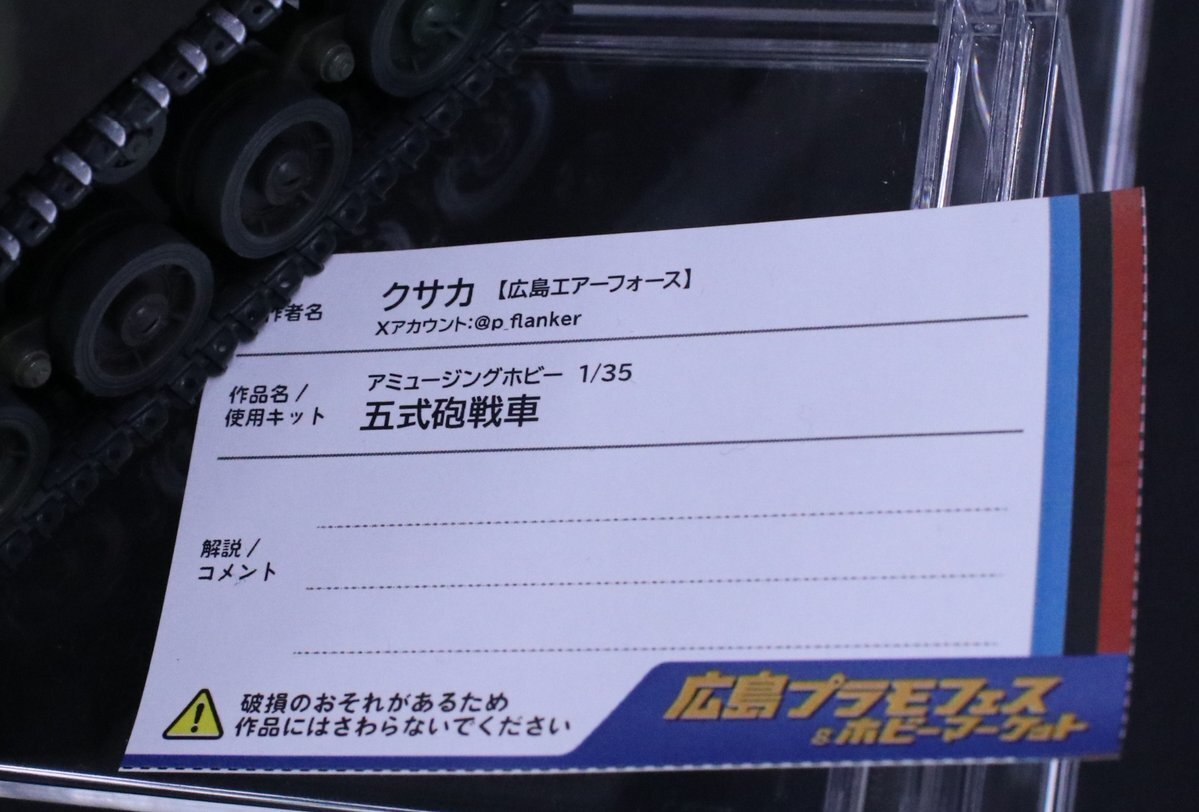 作者名
クサカ 【広島エアーフォース】
Xアカウント:@p_flanker
作品名/
使用キット
アミュージングホビー 1/35
五式砲戦車
解説/
コメント
破損のおそれがあるため
作品にはさわらないでください
広島プラモフェス
&ホビーマーケット